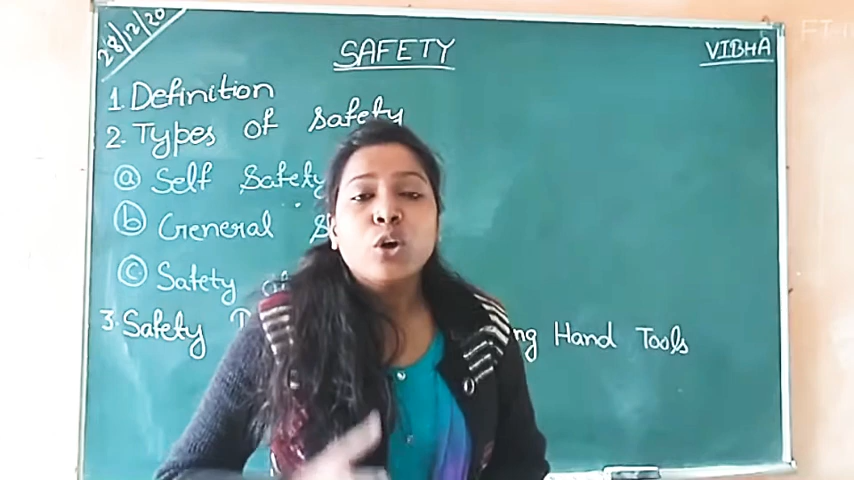 28/12/20
SAFETY
VIBHA
1. Definition
2. Types of safety
(a) Self Safety
(b) General
(c) Safety
3. Safety Hand Tools